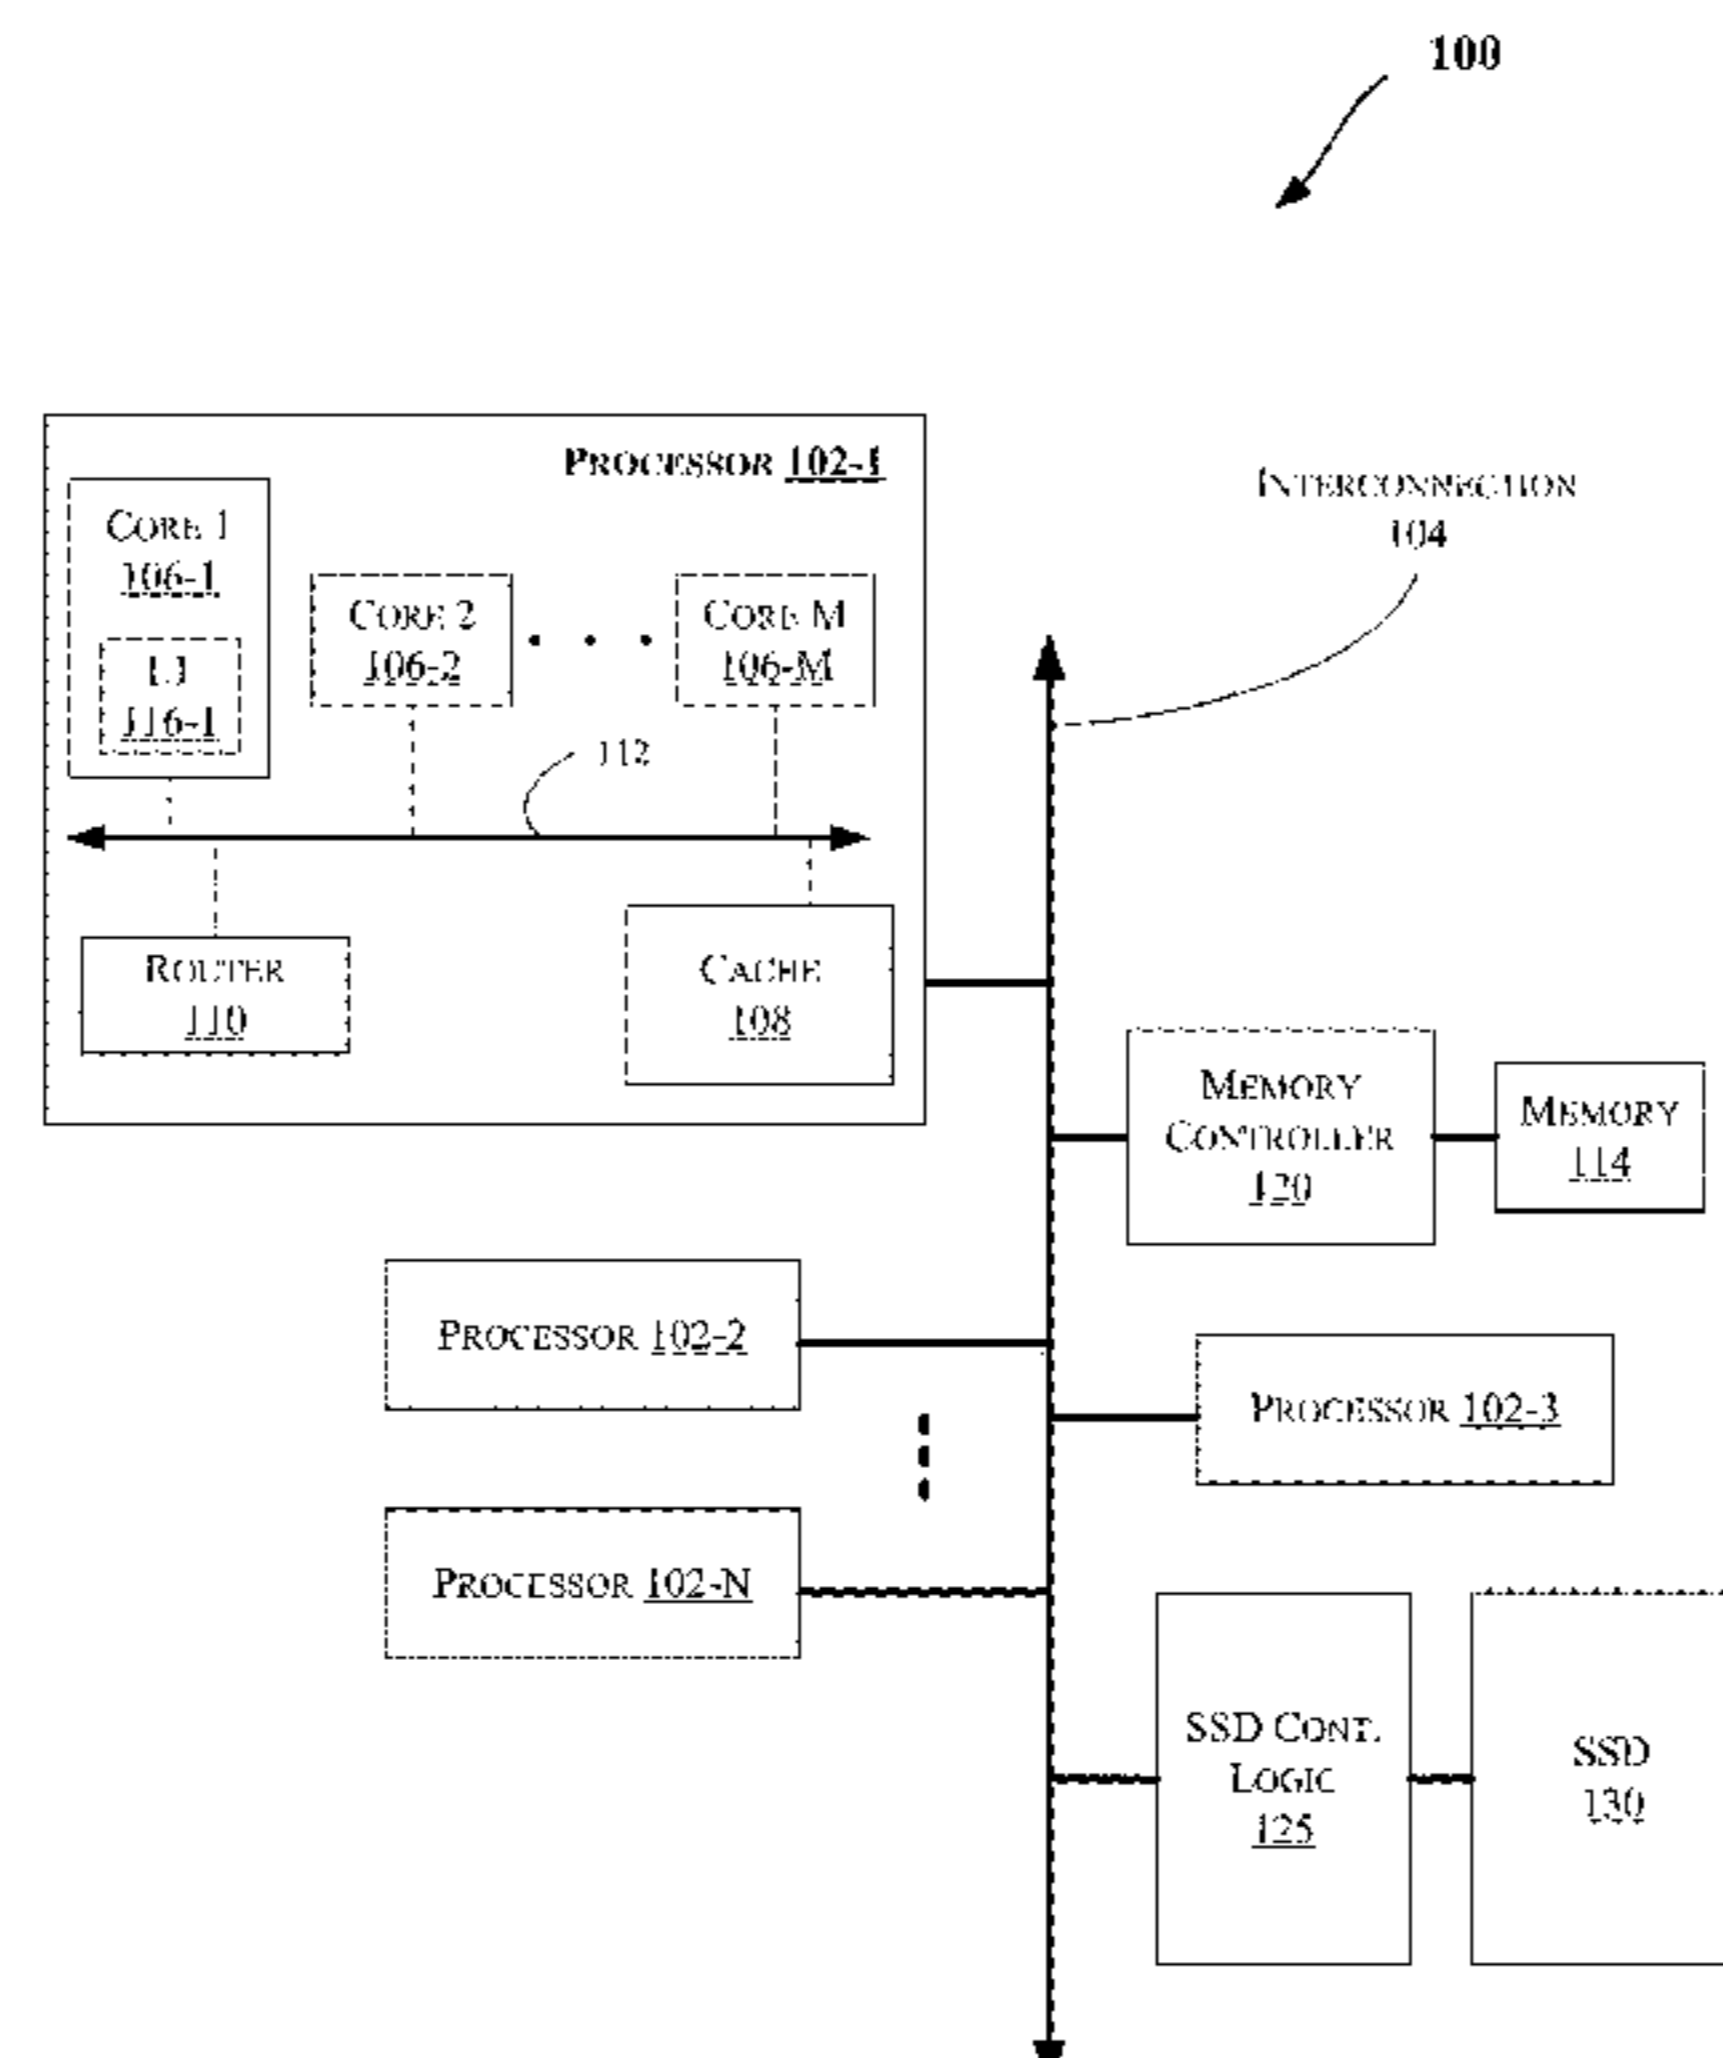 100
PROCESSOR 102-1
INTERCONNECTION
104
CORE 1
106-1
L1
116-1
CORE 2
106-2
CORE M
106-M
112
ROUTER
110
CACHE
108
MEMORY
CONTROLLER
120
MEMORY
114
PROCESSOR 102-2
PROCESSOR 102-3
PROCESSOR 102-N
SSD CONT.
LOGIC
125
SSD
130